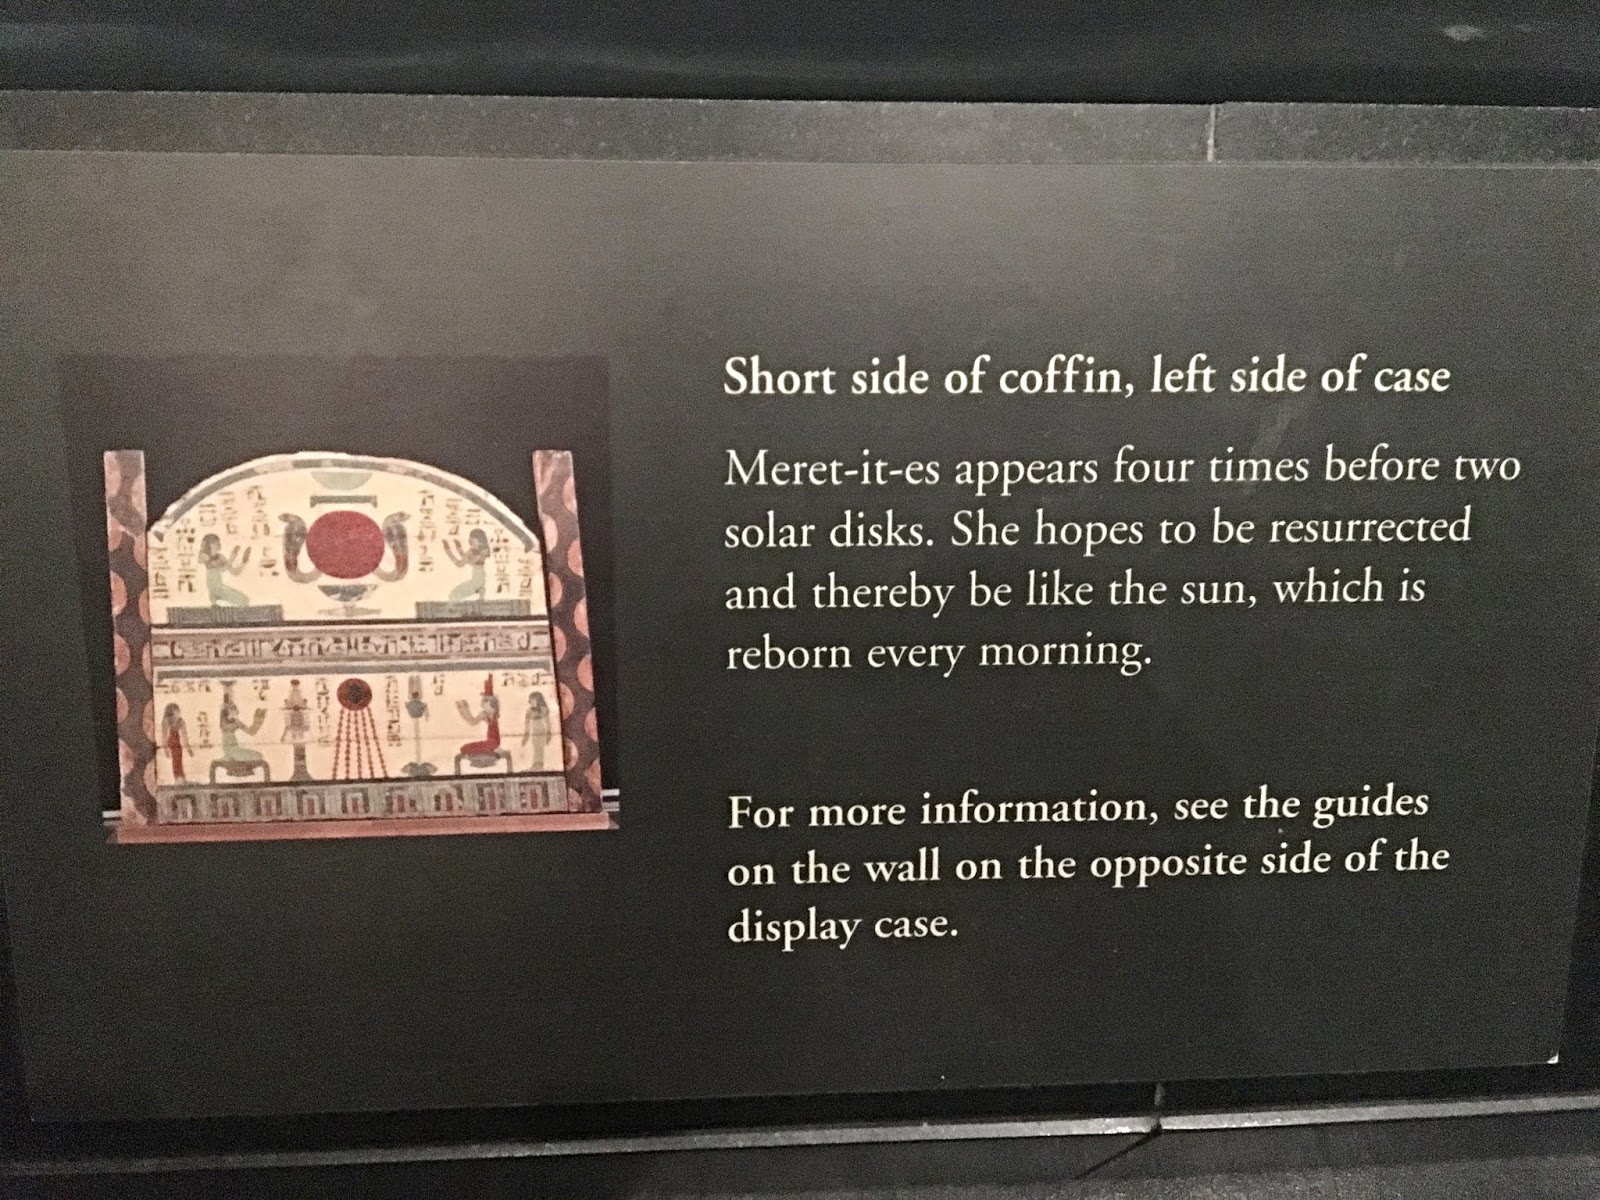 Short side of coffin, left side of case
Meret-it-es appears four times before two
solar disks. She hopes to be resurrected
and thereby be like the sun, which is
reborn every morning.
For more information, see the guides
on the wall on the opposite side of the
display case.